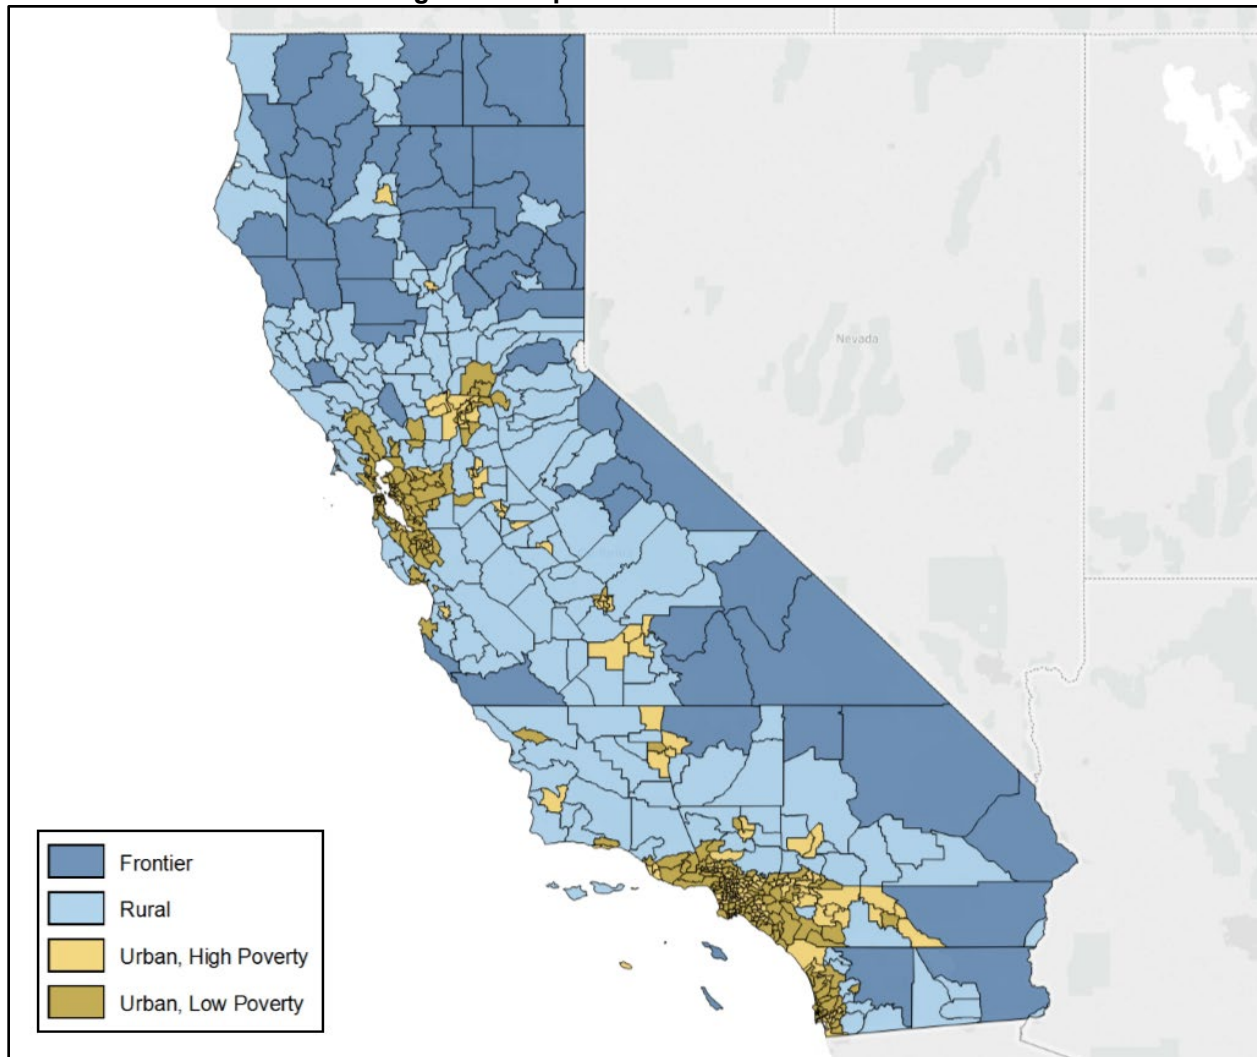 Nevada
Frontier
Rural
Urban, High Poverty
Urban, Low Poverty